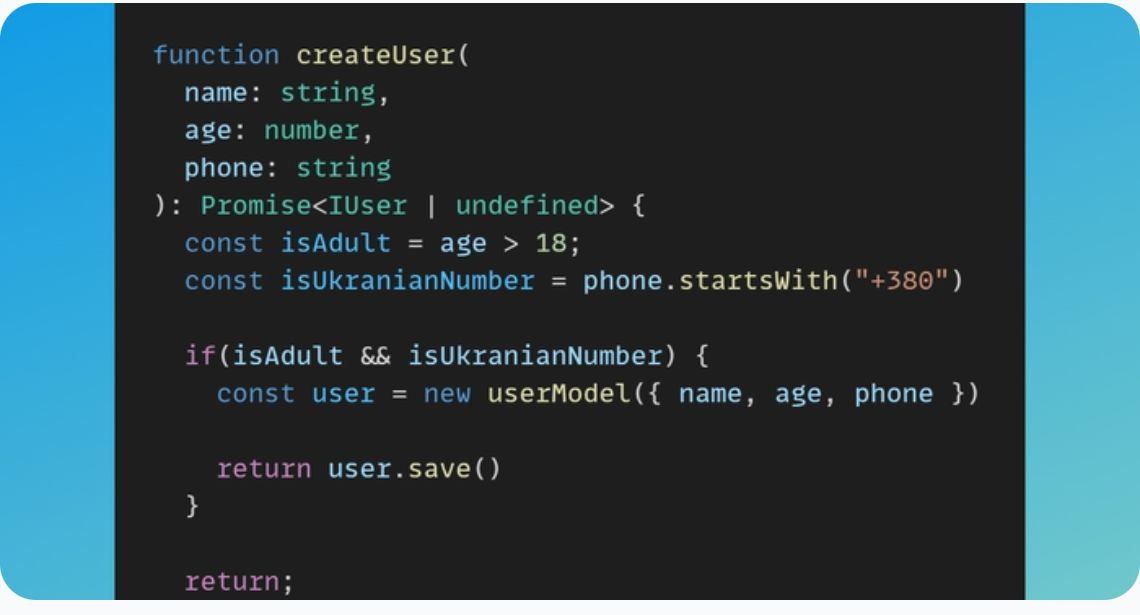 function createUser(
  name: string,
  age: number,
  phone: string
): Promise<IUser | undefined> {
  const isAdult = age > 18;
  const isUkranianNumber = phone.startsWith("+380")
  if(isAdult && isUkranianNumber) {
    const user = new userModel({ name, age, phone })
    return user.save()
  }
  return;